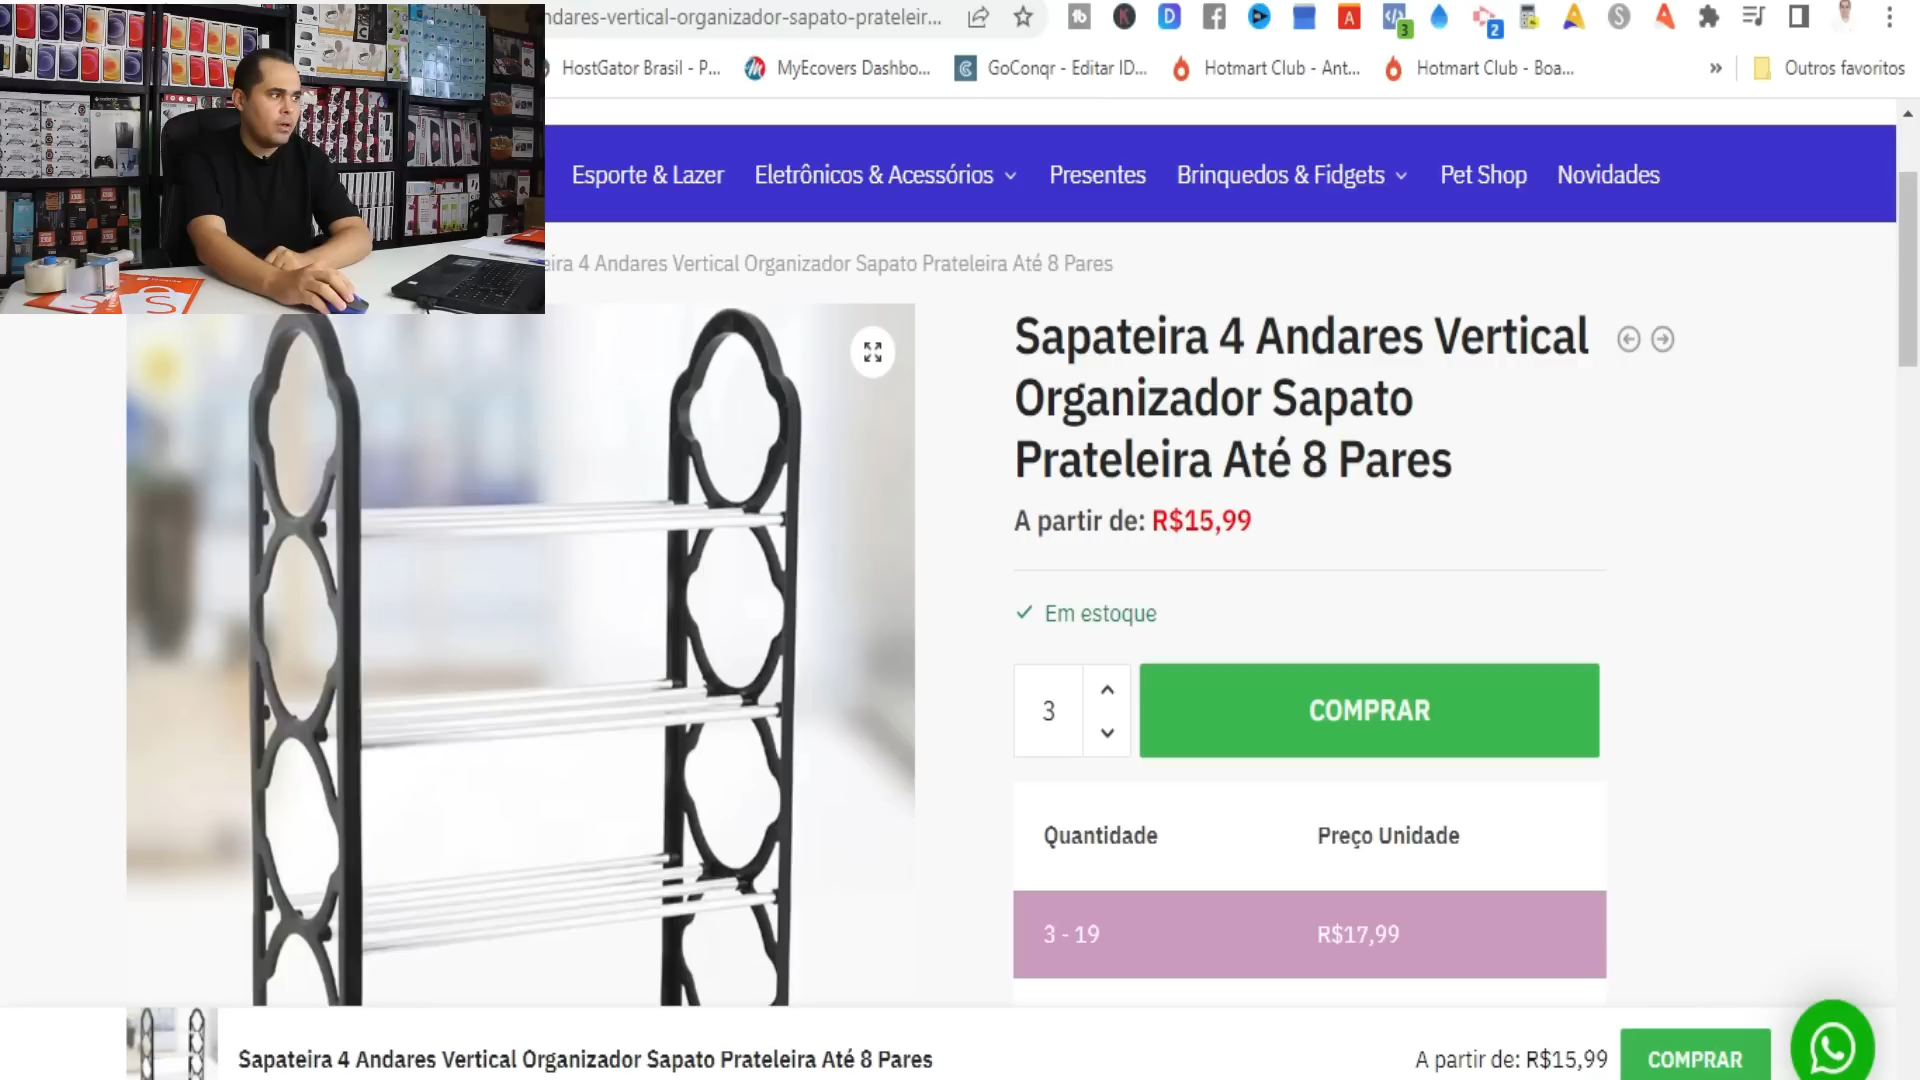 ndares-vertical-organizador-sapato-prateleir...
3
2
HostGator Brasil - P...
MyEcovers Dashbo...
GoConqr - Editar ID...
Hotmart Club - Ant...
Hotmart Club - Boa...
»
Outros favoritos
Esporte & Lazer
Eletrônicos & Acessórios
Presentes
Brinquedos & Fidgets
Pet Shop
Novidades
eira 4 Andares Vertical Organizador Sapato Prateleira Até 8 Pares
Sapateira 4 Andares Vertical
Organizador Sapato
Prateleira Até 8 Pares
A partir de: R$15,99
Em estoque
3
COMPRAR
Quantidade Preço Unidade
3 - 19 R$17,99
Sapateira 4 Andares Vertical Organizador Sapato Prateleira Até 8 Pares
A partir de: R$15,99
COMPRAR